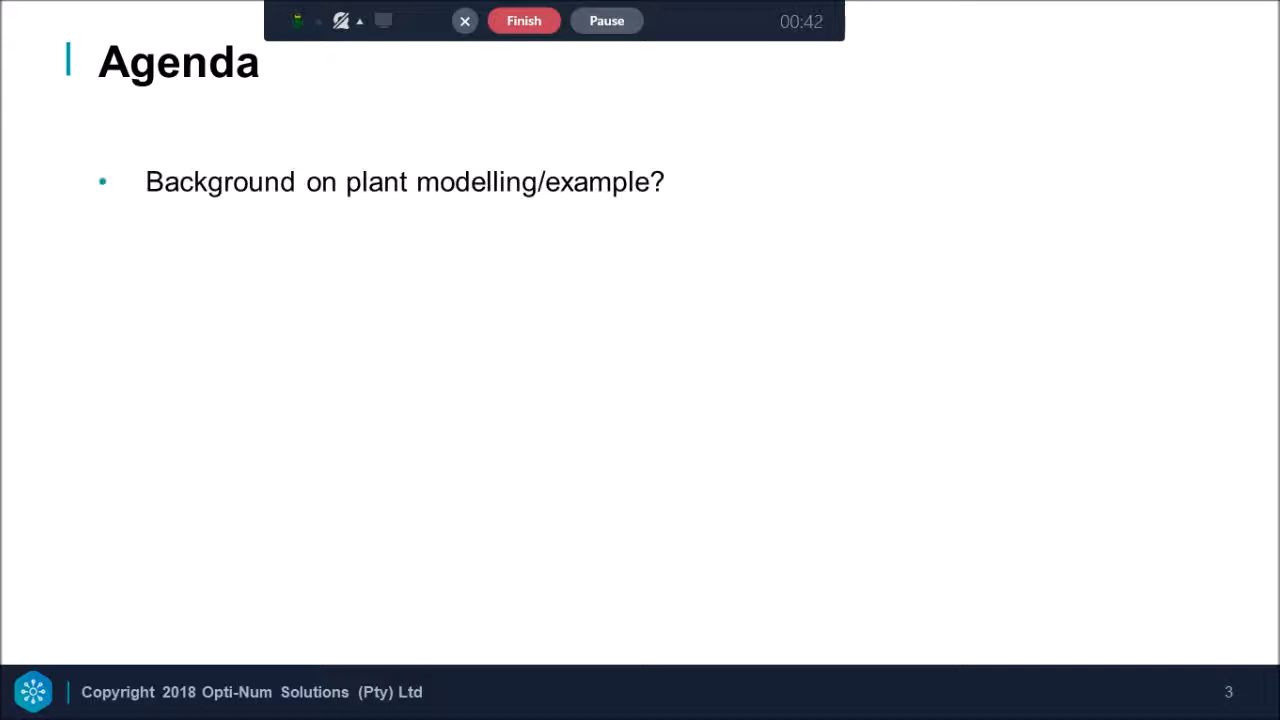 Finish Pause 00:42
Agenda
• Background on plant modelling/example?
Copyright 2018 Opti-Num Solutions (Pty) Ltd 3